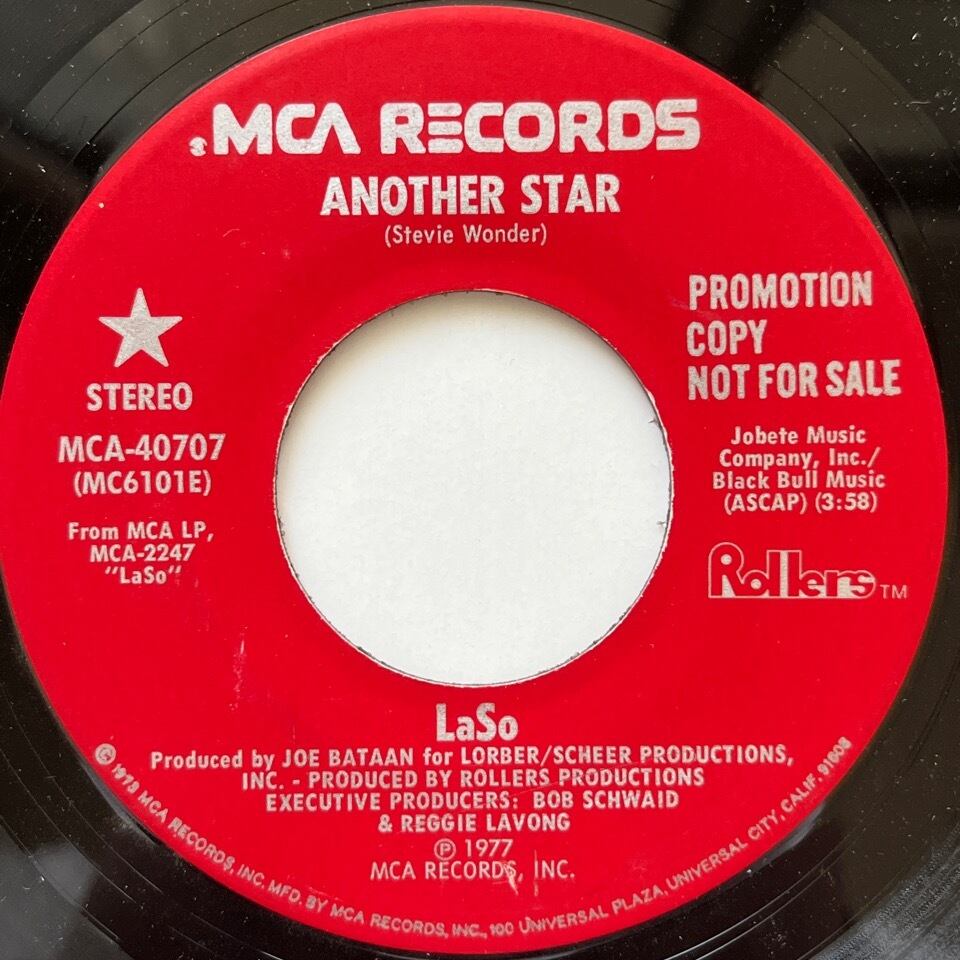 MCA RECORDS
ANOTHER STAR
(Stevie Wonder)
STEREO
MCA-40707
(MC6101E)
From MCA LP,
MCA-2247
"LaSo"
PROMOTION
COPY
NOT FOR SALE
Jobete Music
Company, Inc./
Black Bull Music
(ASCAP) (3:58)
Rollers TM
LaSo
Produced by JOE BATAAN for LORBER/SCHEER PRODUCTIONS,
INC. - PRODUCED BY ROLLERS PRODUCTIONS
EXECUTIVE PRODUCERS: BOB SCHWAID
& REGGIE LAVONG
Ⓟ 1977
MCA RECORDS, INC.
© 1973 MCA RECORDS, INC. MFD. BY MCA RECORDS, INC., 100 UNIVERSAL PLAZA, UNIVERSAL CITY, CALIF. 91608